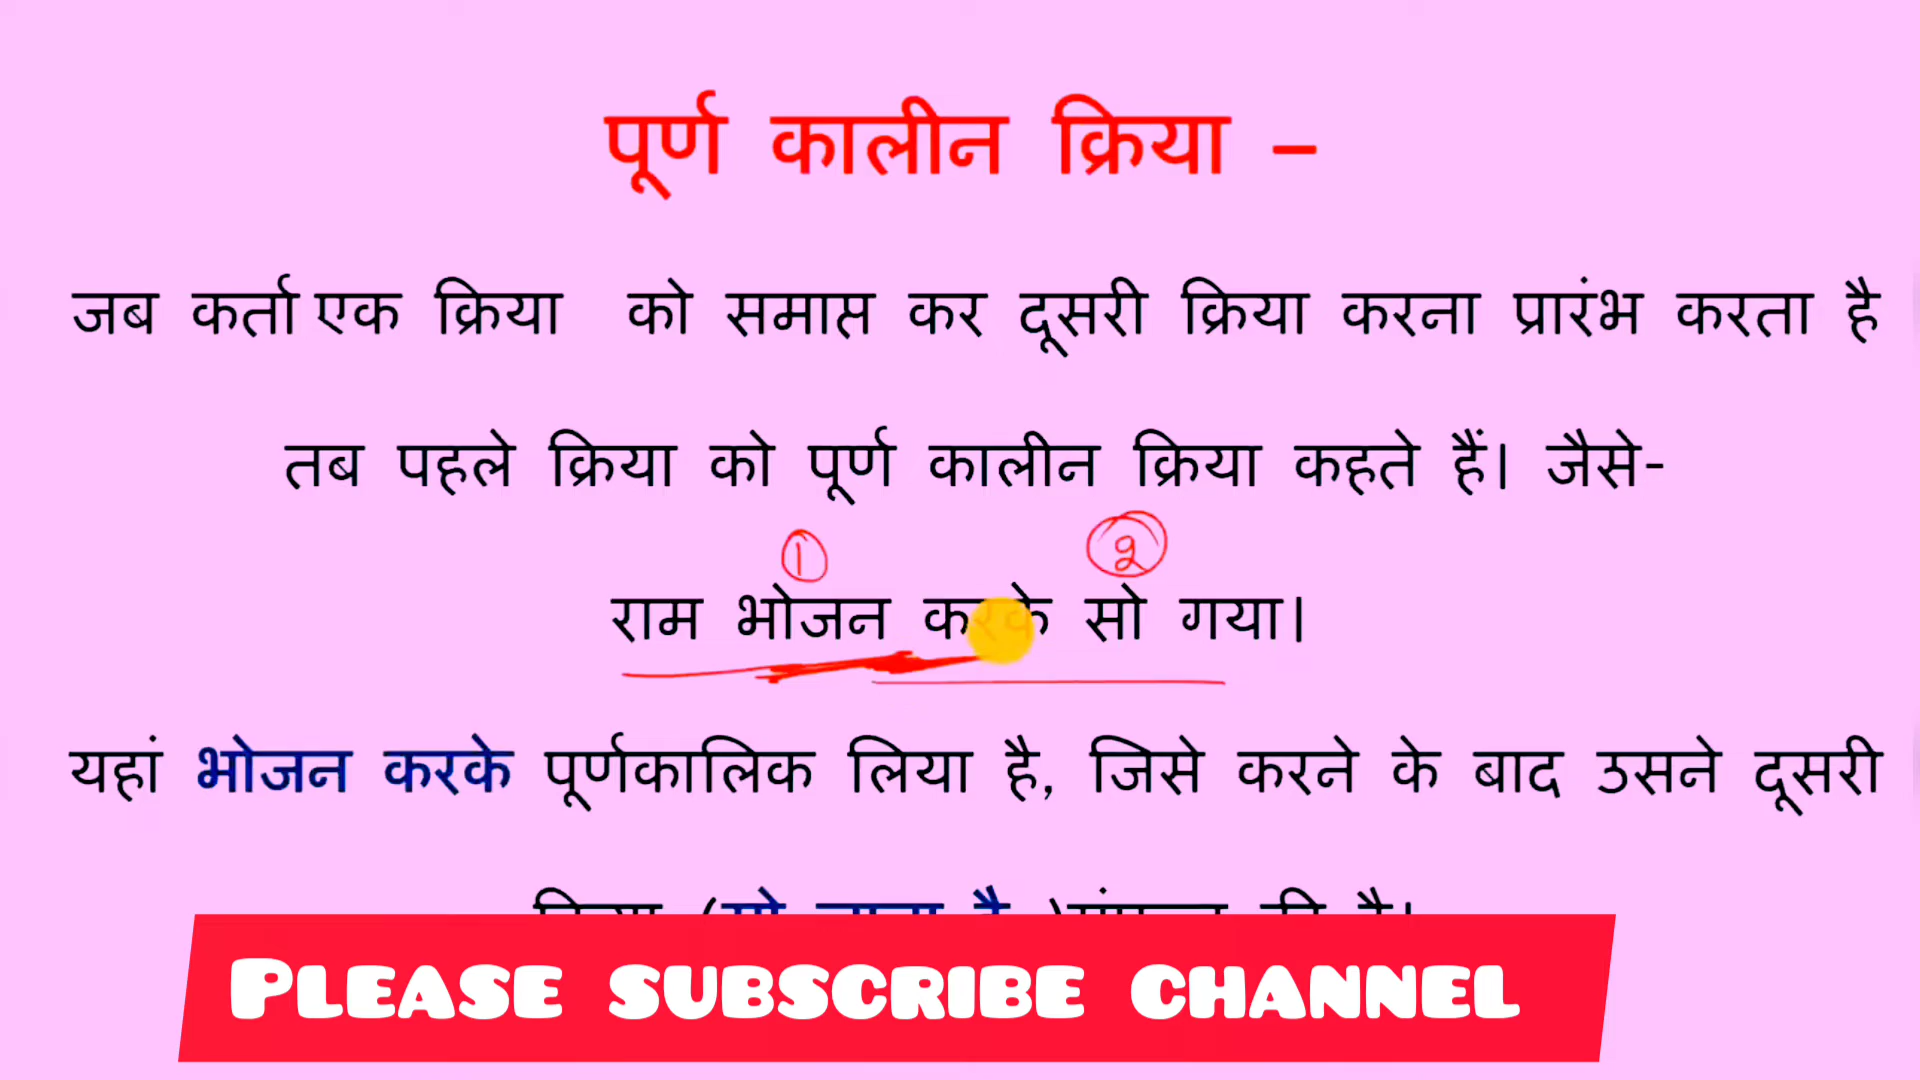 पूर्ण कालीन क्रिया –
जब कर्ता एक क्रिया को समाप्त कर दूसरी क्रिया करना प्रारंभ करता है
तब पहले क्रिया को पूर्ण कालीन क्रिया कहते हैं। जैसे-
1 2
राम भोजन करके सो गया।
यहां भोजन करके पूर्णकालिक लिया है, जिसे करने के बाद उसने दूसरी
PLEASE SUBSCRIBE CHANNEL